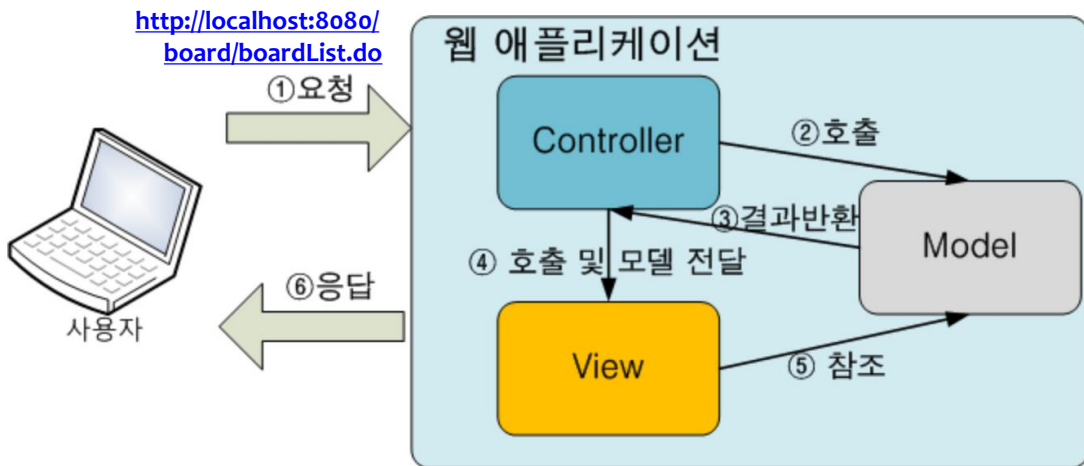 http://localhost:8080/
board/boardList.do
웹 애플리케이션
①요청
Controller
②호출
③결과반환
Model
④ 호출 및 모델 전달
⑥응답
사용자
View
⑤ 참조